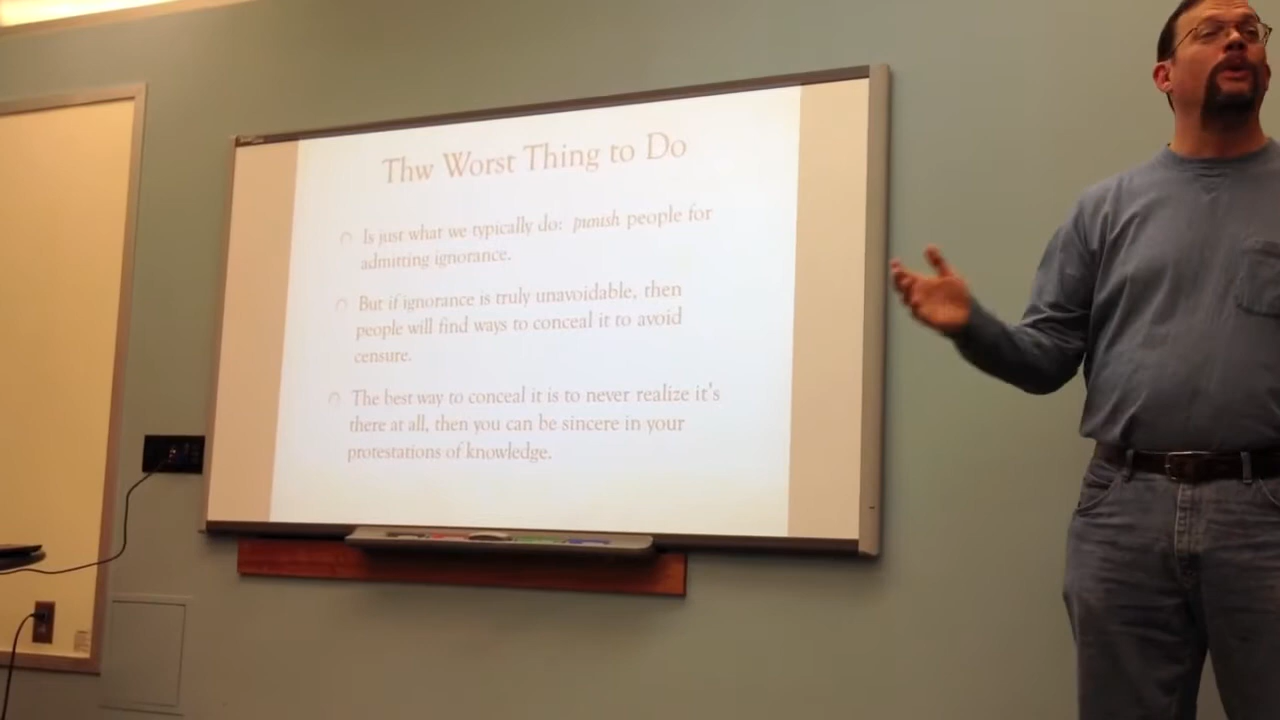 Thw Worst Thing to Do
Is just what we typically do: punish people for
admitting ignorance.
But if ignorance is truly unavoidable, then
people will find ways to conceal it to avoid
censure.
The best way to conceal it is to never realize it's
there at all, then you can be sincere in your
protestations of knowledge.